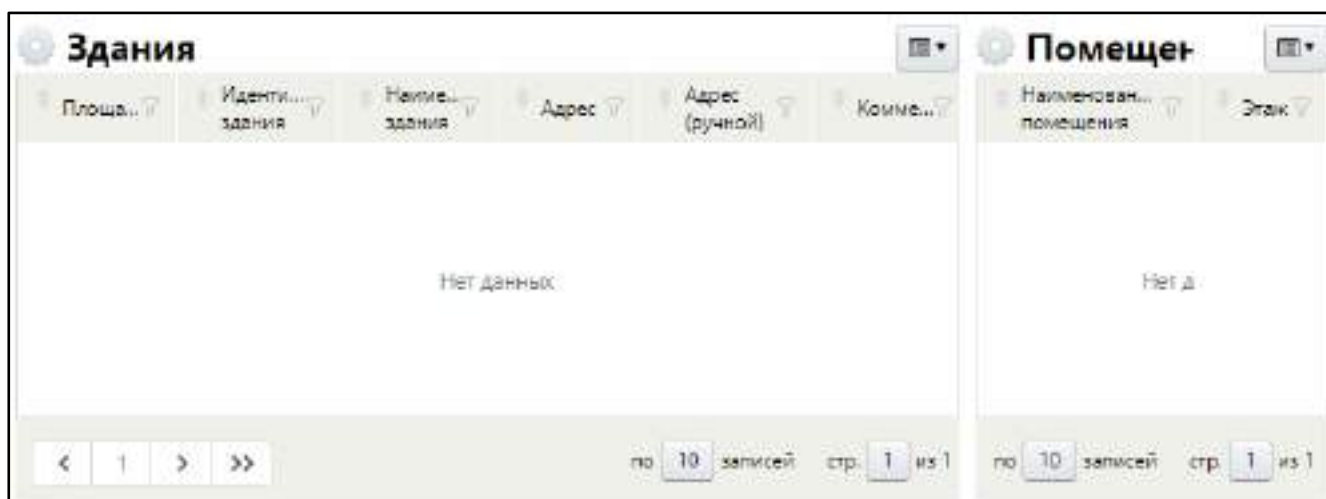 Здания
Помещен
Площа...
Иденти...
здания
Наиме...
здания
Адрес
Адрес
(ручной)
Комме...
Наименован...
помещения
Этаж
Нет данных
Нет д
< 1 > >>
по 10 записей стр. 1 из 1
по 10 записей стр. 1 из 1